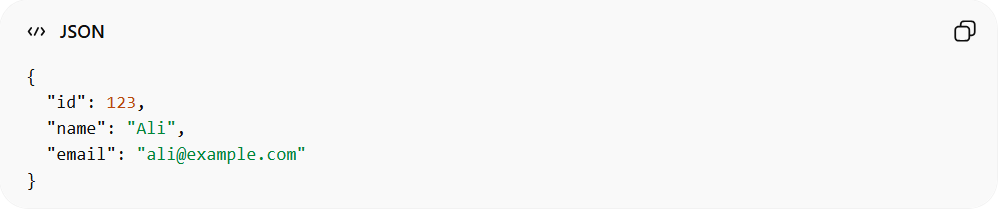 JSON
{
  "id": 123,
  "name": "Ali",
  "email": "ali@example.com"
}